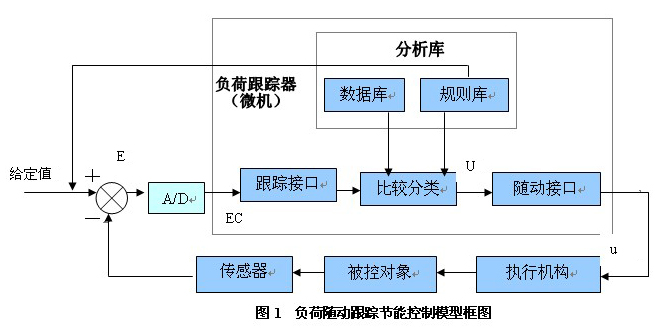 分析库
负荷跟踪器
（微机）
数据库
规则库
给定值
＋
E
A/D
EC
跟踪接口
比较分类
U
随动接口
－
u
传感器
被控对象
执行机构
图 1 负荷随动跟踪节能控制模型框图